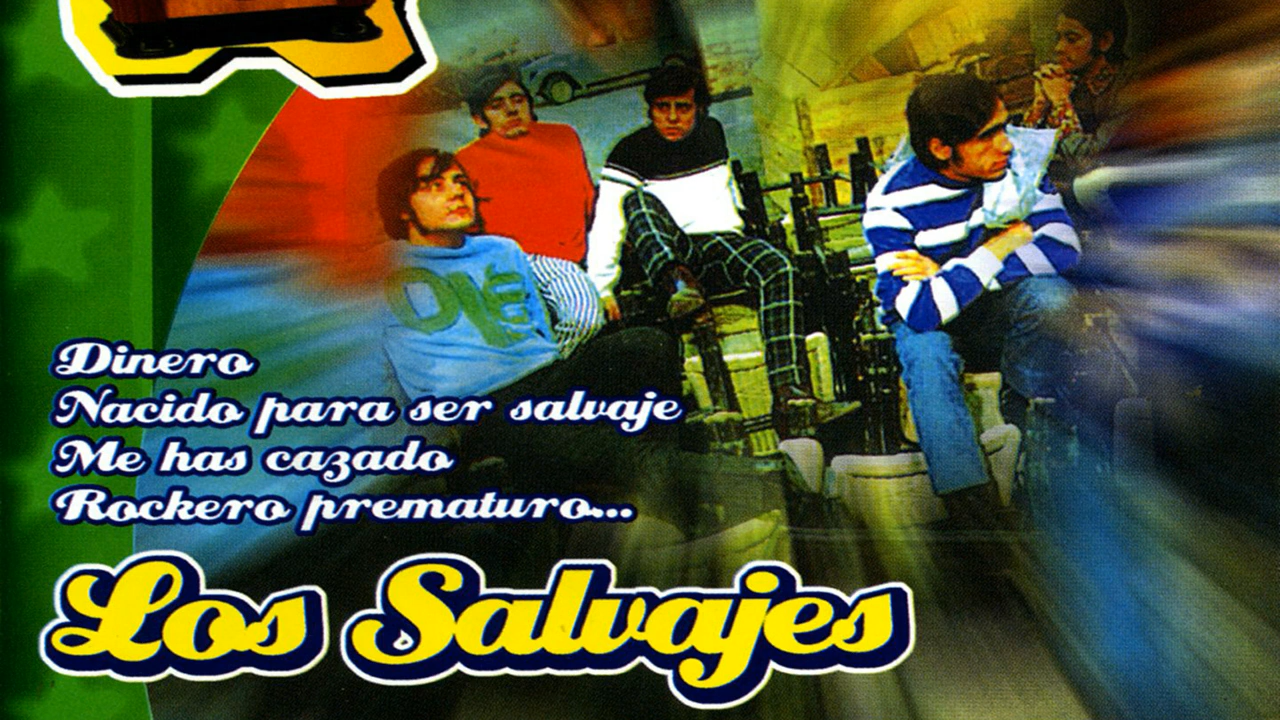 Dinero
Nacido para ser salvaje
Me has cazado
Rockero prematuro...
Los Salvajes